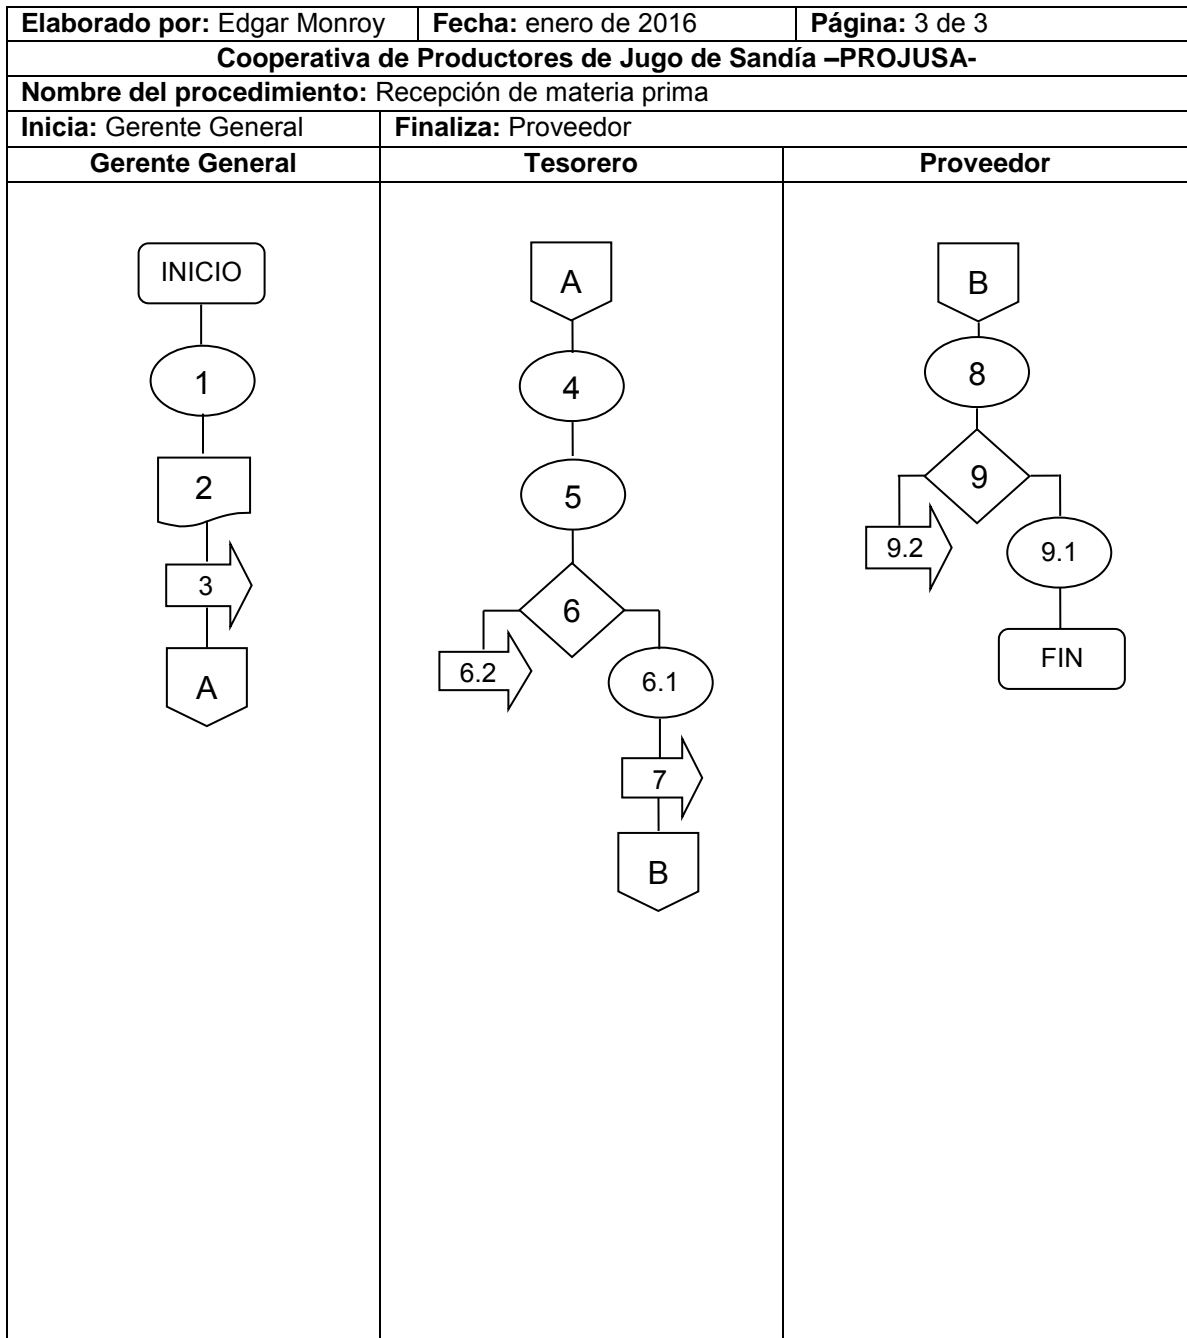 Elaborado por: Edgar Monroy Fecha: enero de 2016 Página: 3 de 3
Cooperativa de Productores de Jugo de Sandía –PROJUSA-
Nombre del procedimiento: Recepción de materia prima
Inicia: Gerente General Finaliza: Proveedor
Gerente General Tesorero Proveedor
INICIO
1
2
3
A
A
4
5
6
6.2
6.1
7
B
B
8
9
9.2
9.1
FIN